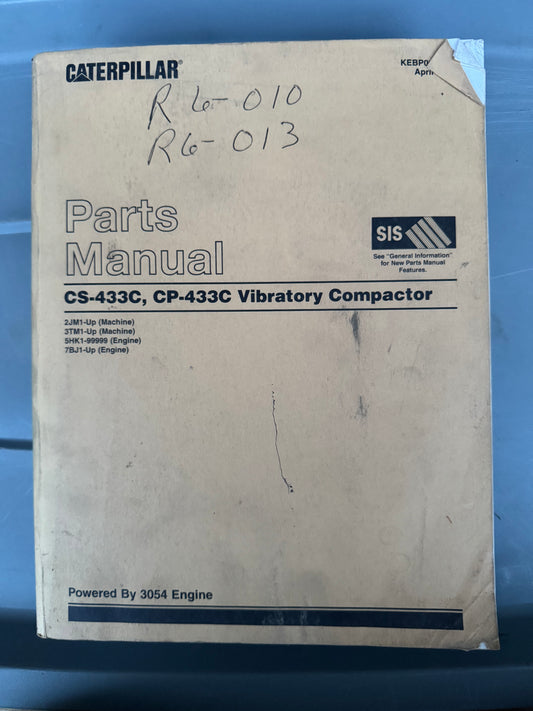 CATERPILLAR®
KEBP0
April
R6-010
R6-013
Parts
Manual
SIS
See "General Information"
for New Parts Manual
Features.
CS-433C, CP-433C Vibratory Compactor
2JM1-Up (Machine)
3TM1-Up (Machine)
5HK1-99999 (Engine)
7BJ1-Up (Engine)
Powered By 3054 Engine